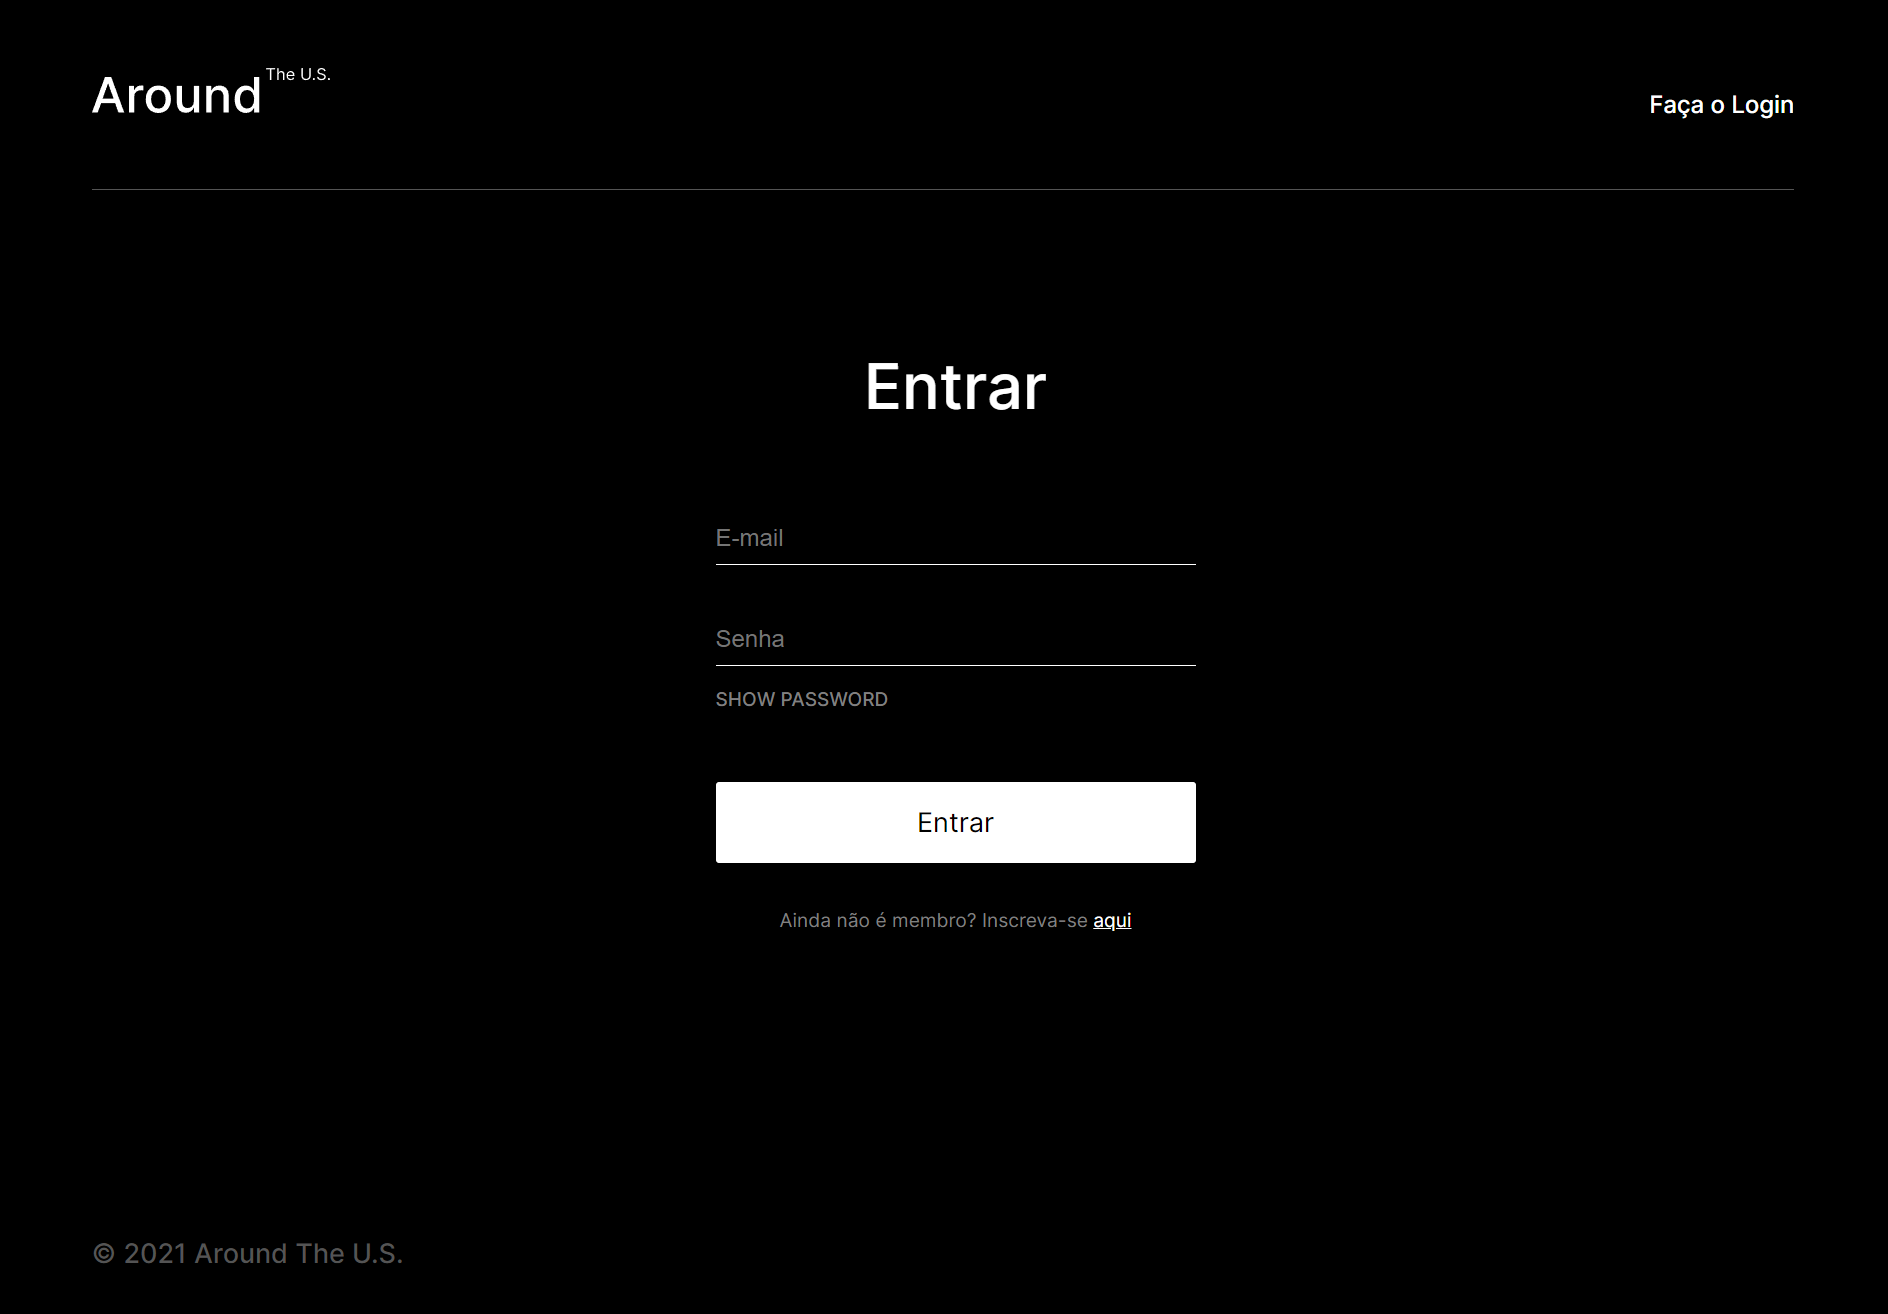 Around The U.S.
Faça o Login
Entrar
E-mail
Senha
SHOW PASSWORD
Entrar
Ainda não é membro? Inscreva-se aqui
© 2021 Around The U.S.